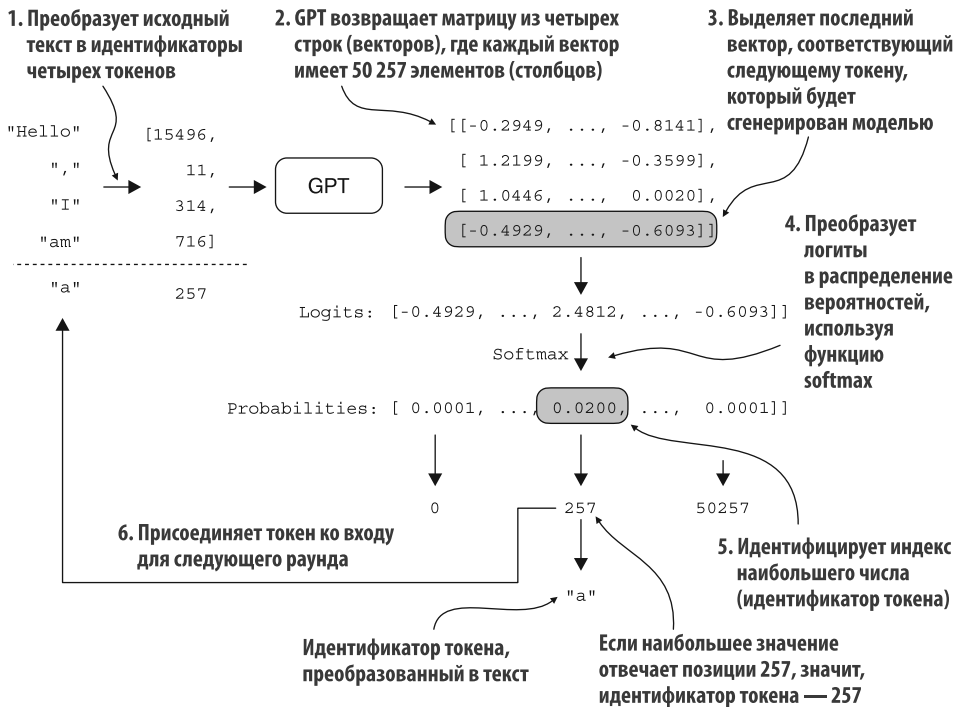 1. Преобразует исходный
текст в идентификаторы
четырех токенов
2. GPT возвращает матрицу из четырех
строк (векторов), где каждый вектор
имеет 50 257 элементов (столбцов)
3. Выделяет последний
вектор, соответствующий
следующему токену,
который будет
сгенерирован моделью
"Hello" [15496,
"," 11,
"I" 314,
"am" 716]
"a" 257
GPT
[[-0.2949, ..., -0.8141],
[ 1.2199, ..., -0.3599],
[ 1.0446, ..., 0.0020],
[-0.4929, ..., -0.6093]]
4. Преобразует
логиты
в распределение
вероятностей,
используя
функцию
softmax
Logits: [-0.4929, ..., 2.4812, ..., -0.6093]]
Softmax
Probabilities: [ 0.0001, ..., 0.0200, ..., 0.0001]]
0 257 50257
6. Присоединяет токен ко входу
для следующего раунда
5. Идентифицирует индекс
наибольшего числа
(идентификатор токена)
"a"
Идентификатор токена,
преобразованный в текст
Если наибольшее значение
отвечает позиции 257, значит,
идентификатор токена — 257